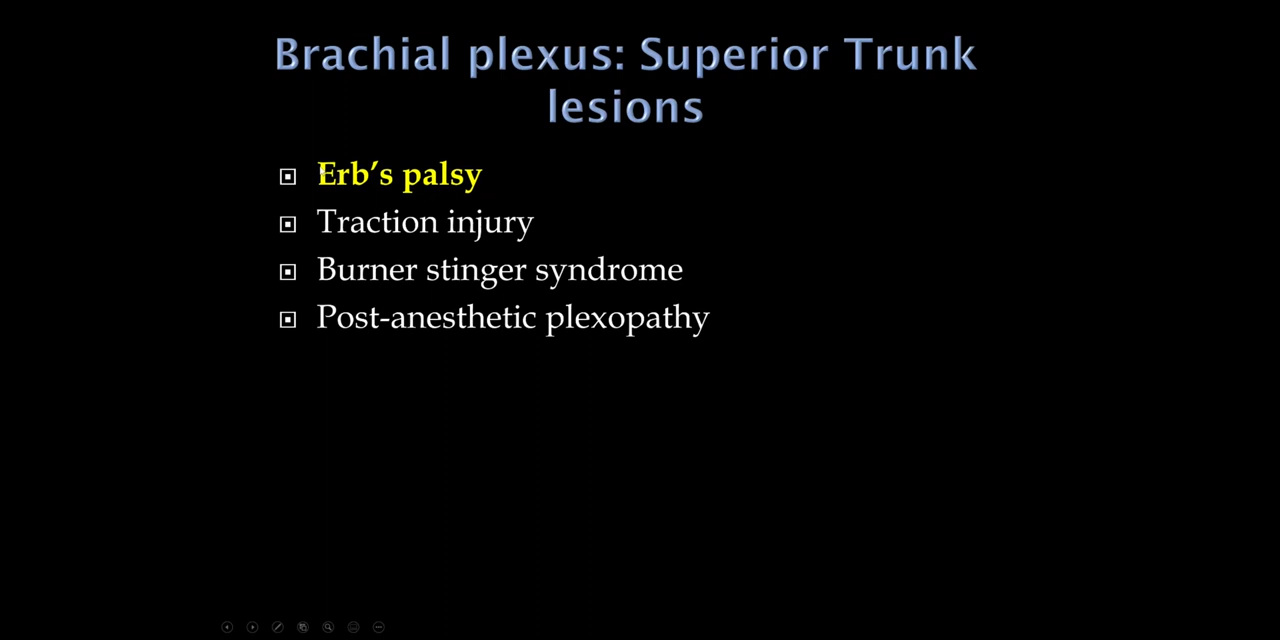 Brachial plexus: Superior Trunk
lesions
Erb’s palsy
Traction injury
Burner stinger syndrome
Post-anesthetic plexopathy